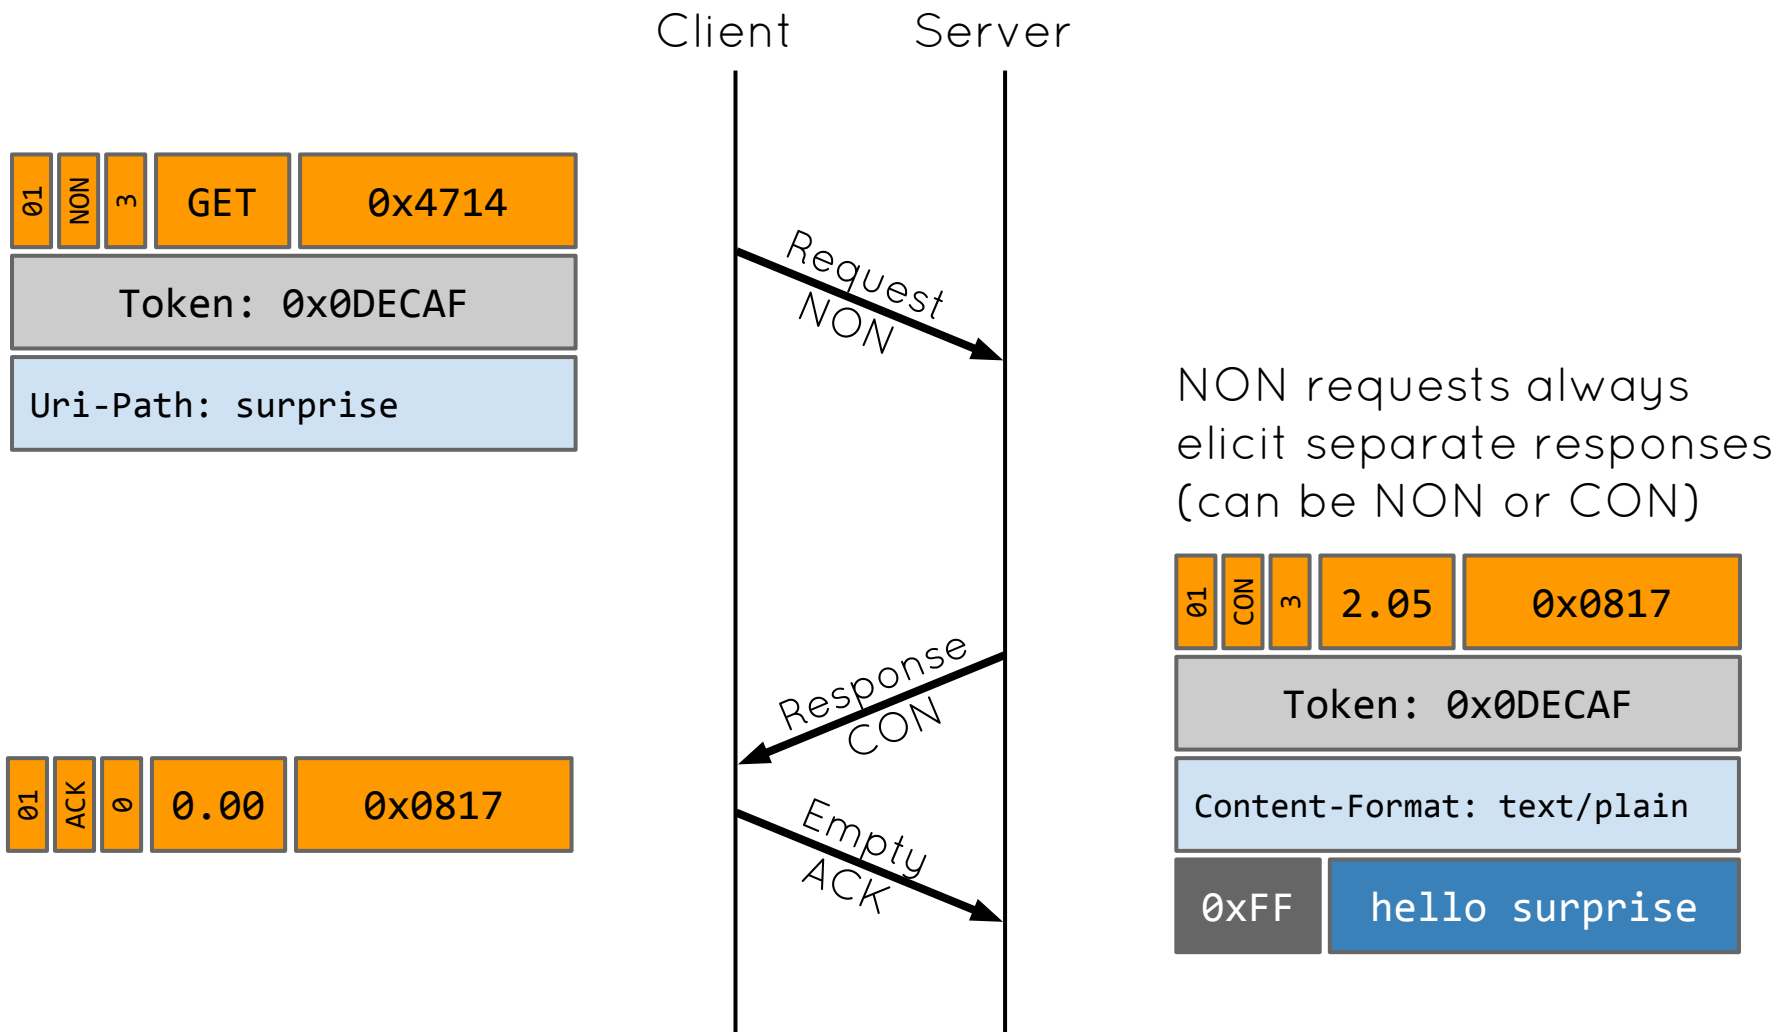 Client Server
01 NON 3 GET 0x4714
Token: 0x0DECAF
Uri-Path: surprise
Request
NON
NON requests always
elicit separate responses
(can be NON or CON)
01 CON 3 2.05 0x0817
Token: 0x0DECAF
Content-Format: text/plain
0xFF hello surprise
Response
CON
01 ACK 0 0.00 0x0817
Empty
ACK